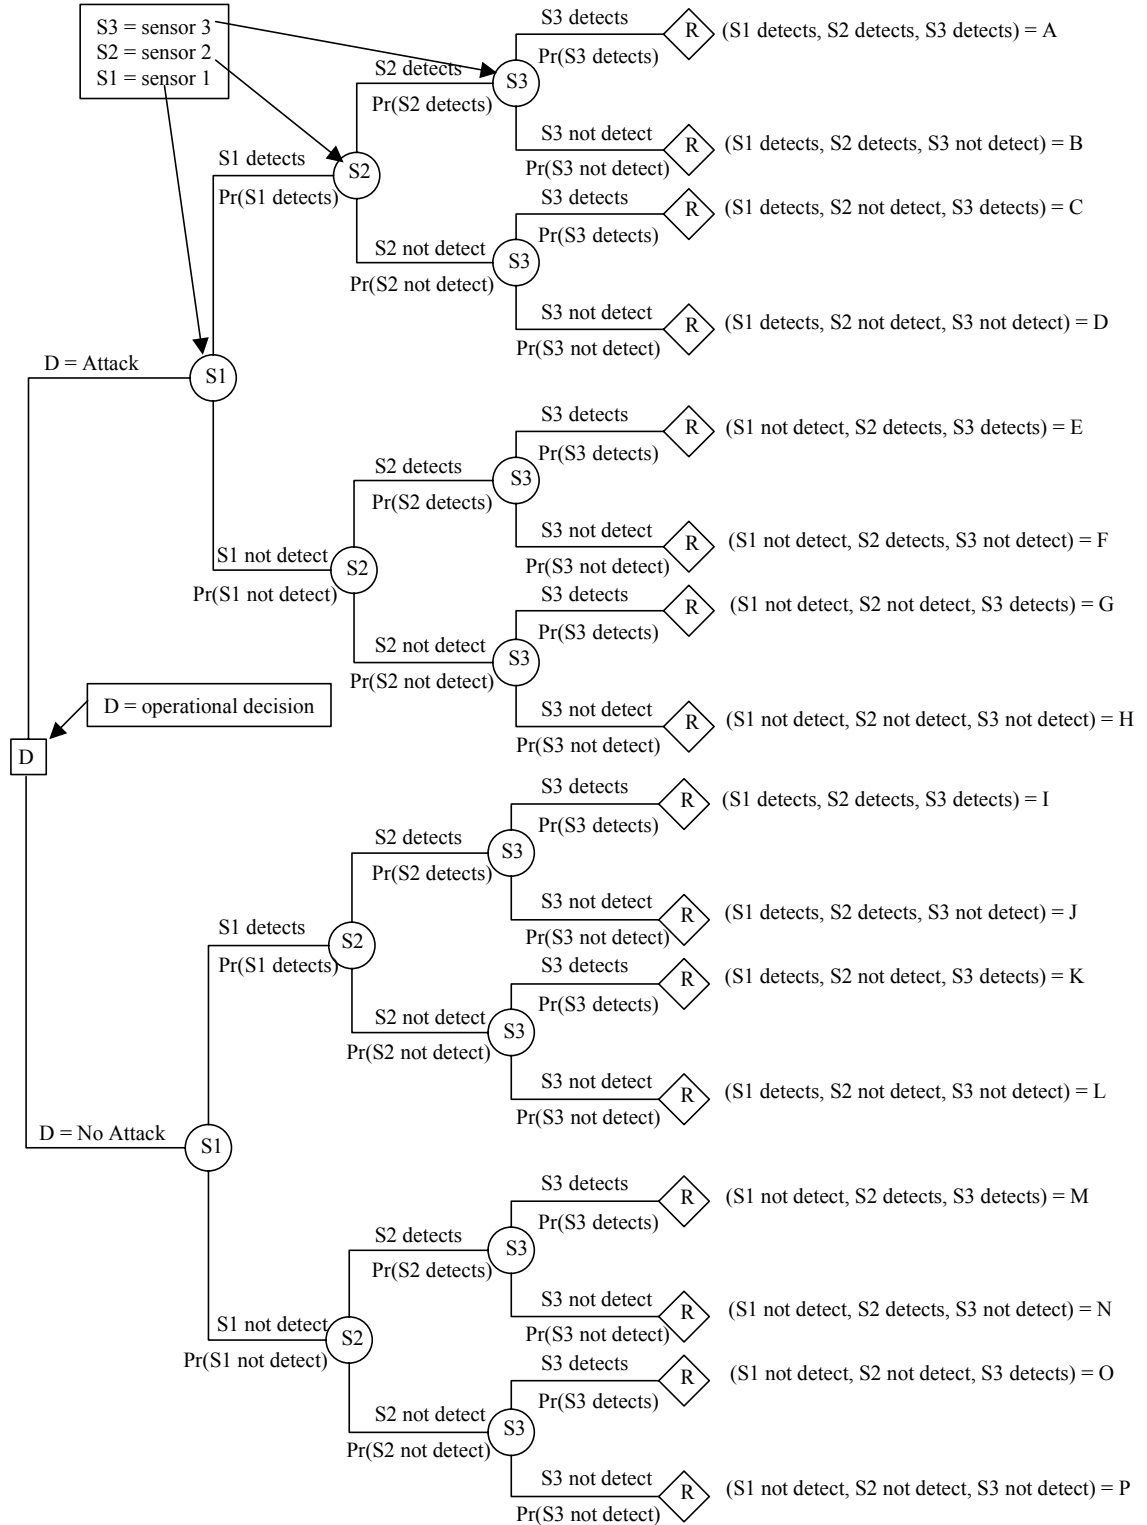 S3 = sensor 3
S2 = sensor 2
S1 = sensor 1
S3 detects
Pr(S3 detects)
R
(S1 detects, S2 detects, S3 detects) = A
S2 detects
Pr(S2 detects)
S3
S3 not detect
Pr(S3 not detect)
R
(S1 detects, S2 detects, S3 not detect) = B
S1 detects
Pr(S1 detects)
S2
S3 detects
Pr(S3 detects)
R
(S1 detects, S2 not detect, S3 detects) = C
S2 not detect
Pr(S2 not detect)
S3
S3 not detect
Pr(S3 not detect)
R
(S1 detects, S2 not detect, S3 not detect) = D
D = Attack
S1
S3 detects
Pr(S3 detects)
R
(S1 not detect, S2 detects, S3 detects) = E
S2 detects
Pr(S2 detects)
S3
S3 not detect
Pr(S3 not detect)
R
(S1 not detect, S2 detects, S3 not detect) = F
S1 not detect
Pr(S1 not detect)
S2
S3 detects
Pr(S3 detects)
R
(S1 not detect, S2 not detect, S3 detects) = G
S2 not detect
Pr(S2 not detect)
S3
S3 not detect
Pr(S3 not detect)
R
(S1 not detect, S2 not detect, S3 not detect) = H
D = operational decision
D
S3 detects
Pr(S3 detects)
R
(S1 detects, S2 detects, S3 detects) = I
S2 detects
Pr(S2 detects)
S3
S3 not detect
Pr(S3 not detect)
R
(S1 detects, S2 detects, S3 not detect) = J
S1 detects
Pr(S1 detects)
S2
S3 detects
Pr(S3 detects)
R
(S1 detects, S2 not detect, S3 detects) = K
S2 not detect
Pr(S2 not detect)
S3
S3 not detect
Pr(S3 not detect)
R
(S1 detects, S2 not detect, S3 not detect) = L
D = No Attack
S1
S3 detects
Pr(S3 detects)
R
(S1 not detect, S2 detects, S3 detects) = M
S2 detects
Pr(S2 detects)
S3
S3 not detect
Pr(S3 not detect)
R
(S1 not detect, S2 detects, S3 not detect) = N
S1 not detect
Pr(S1 not detect)
S2
S3 detects
Pr(S3 detects)
R
(S1 not detect, S2 not detect, S3 detects) = O
S2 not detect
Pr(S2 not detect)
S3
S3 not detect
Pr(S3 not detect)
R
(S1 not detect, S2 not detect, S3 not detect) = P